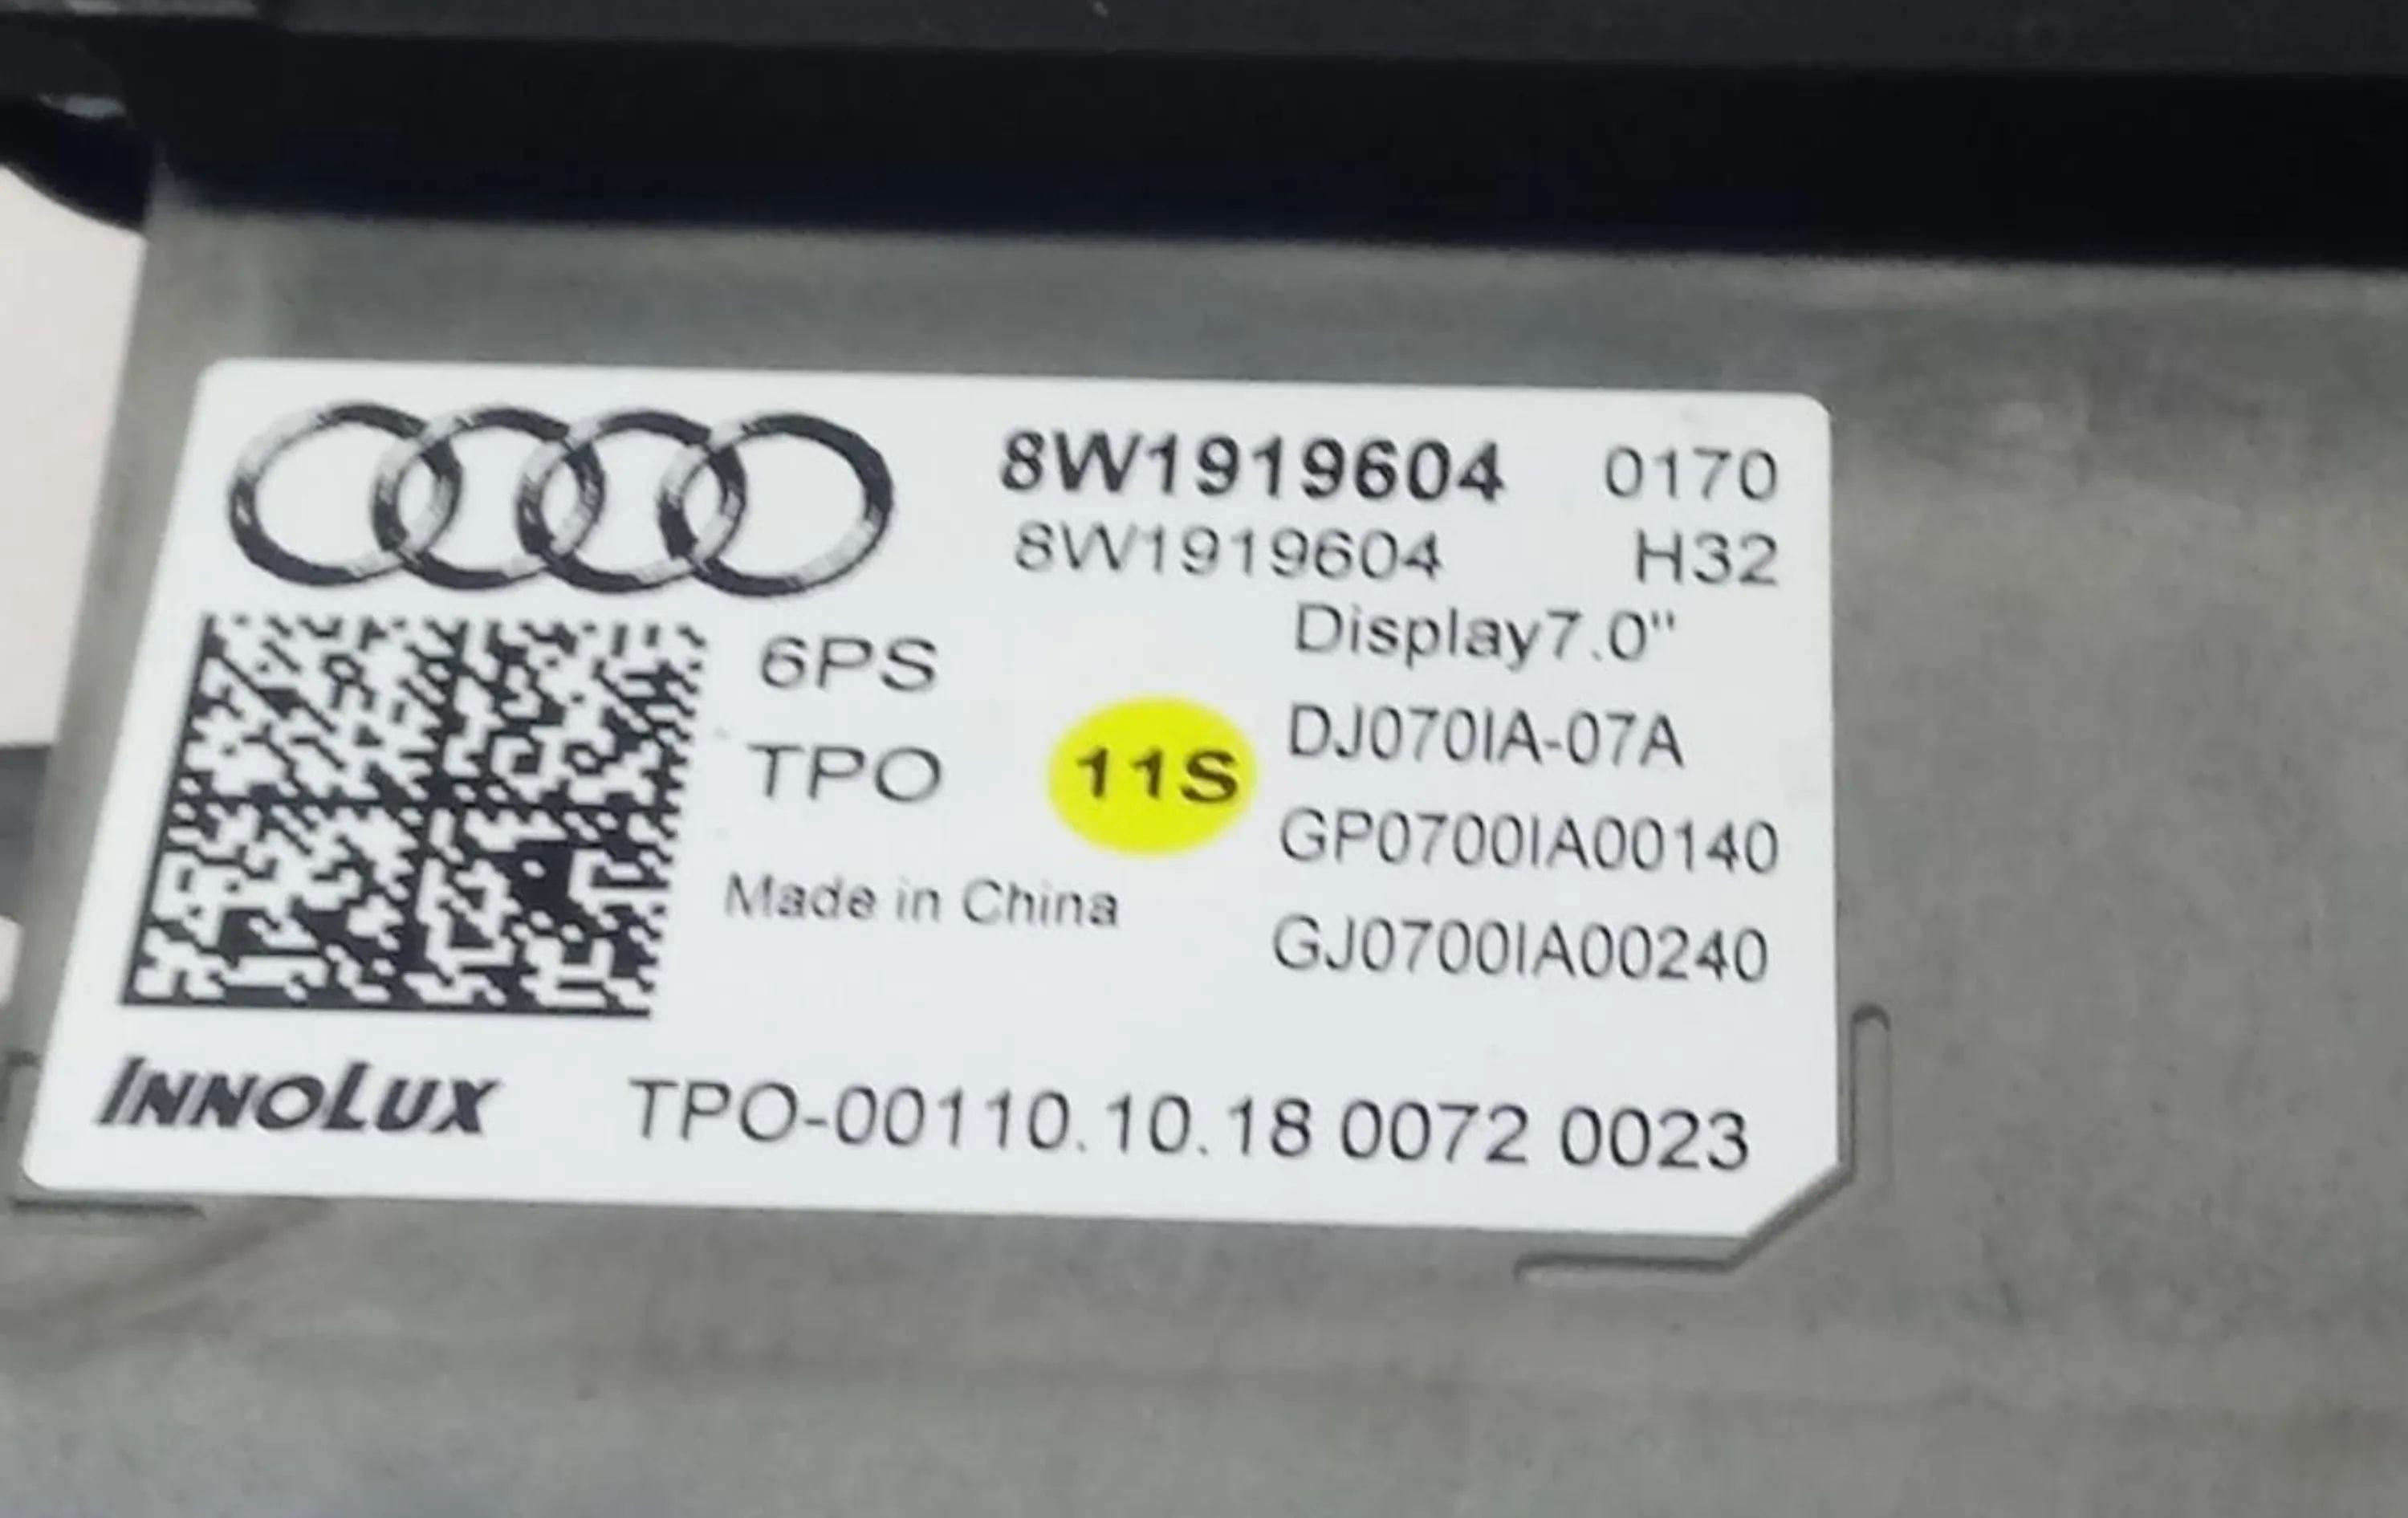 8W1919604 0170
8W1919604 H32
Display7.0"
6PS
DJ070IA-07A
TPO 11S
GP0700IA00140
Made in China
GJ0700IA00240
INNOLUX TPO-00110.10.18 0072 0023